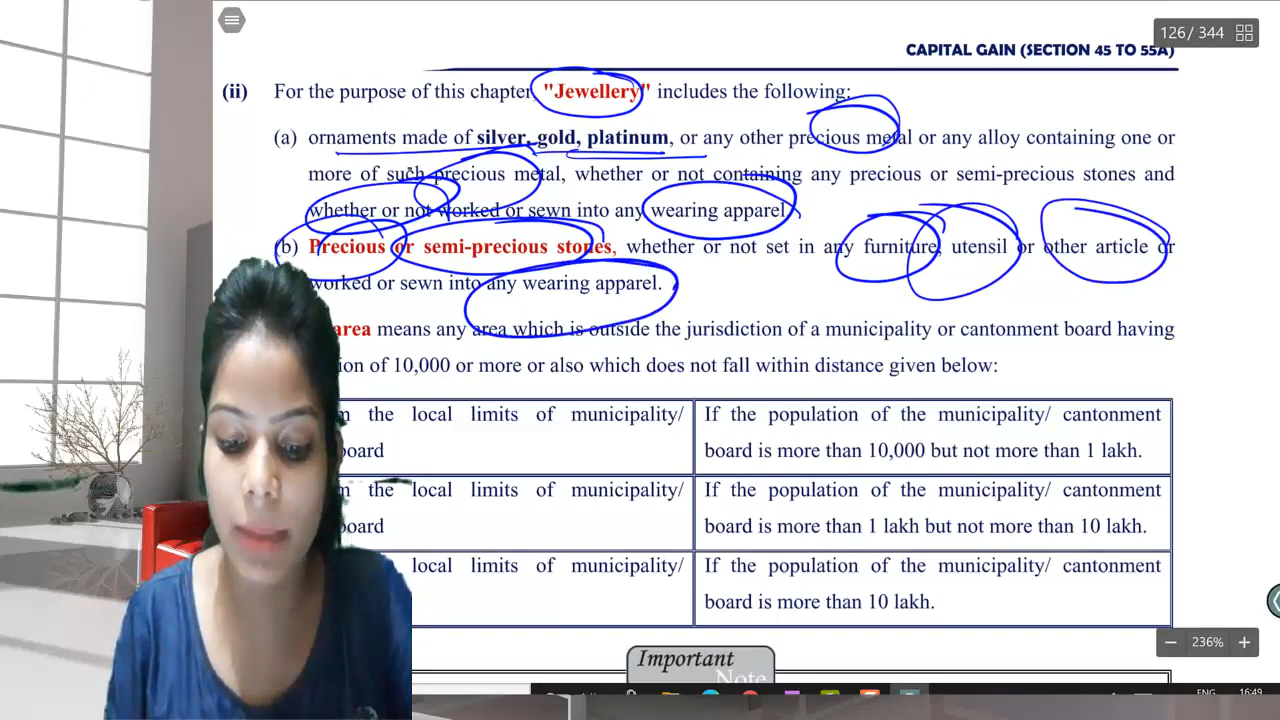 126 / 344
CAPITAL GAIN (SECTION 45 TO 55A)
(ii) For the purpose of this chapter, "Jewellery" includes the following:
(a) ornaments made of silver, gold, platinum, or any other precious metal or any alloy containing one or
more of such precious metal, whether or not containing any precious or semi-precious stones and
whether or not worked or sewn into any wearing apparel,
(b) Precious or semi-precious stones, whether or not set in any furniture, utensil or other article or
worked or sewn into any wearing apparel.
area means any area which is outside the jurisdiction of a municipality or cantonment board having
of 10,000 or more or also which does not fall within distance given below:
the local limits of municipality/ If the population of the municipality/ cantonment
board board is more than 10,000 but not more than 1 lakh.
the local limits of municipality/ If the population of the municipality/ cantonment
board board is more than 1 lakh but not more than 10 lakh.
local limits of municipality/ If the population of the municipality/ cantonment
board is more than 10 lakh.
236%
Important
Note
ENG 16:49